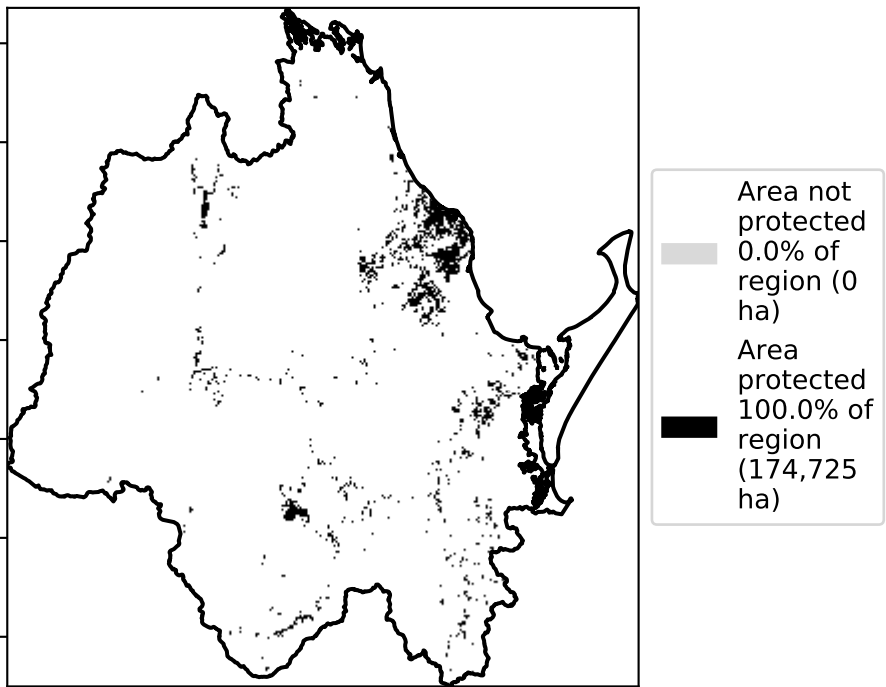 Area not
protected
0.0% of
region (0
ha)
Area
protected
100.0% of
region
(174,725
ha)